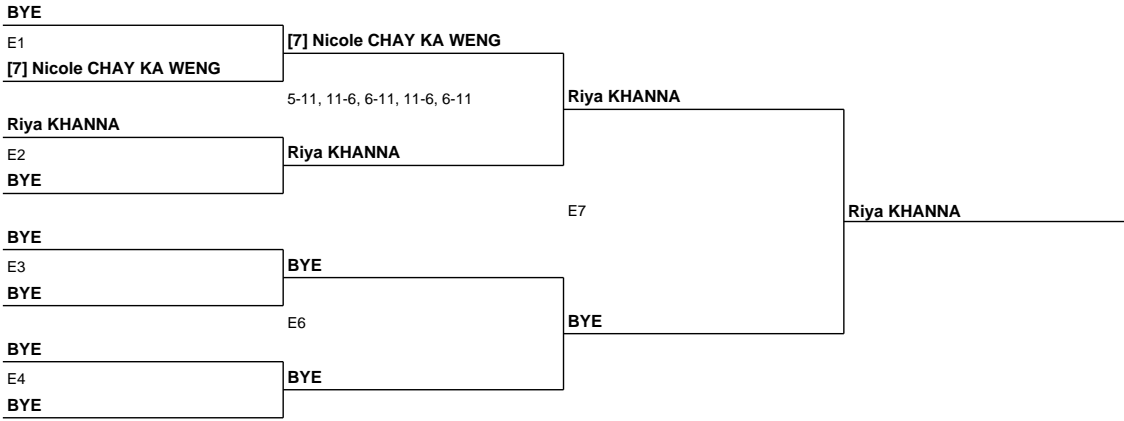 BYE
E1
[7] Nicole CHAY KA WENG
[7] Nicole CHAY KA WENG
5-11, 11-6, 6-11, 11-6, 6-11
Riya KHANNA
Riya KHANNA
E2
Riya KHANNA
BYE
E7
Riya KHANNA
BYE
E3
BYE
BYE
E6
BYE
BYE
E4
BYE
BYE